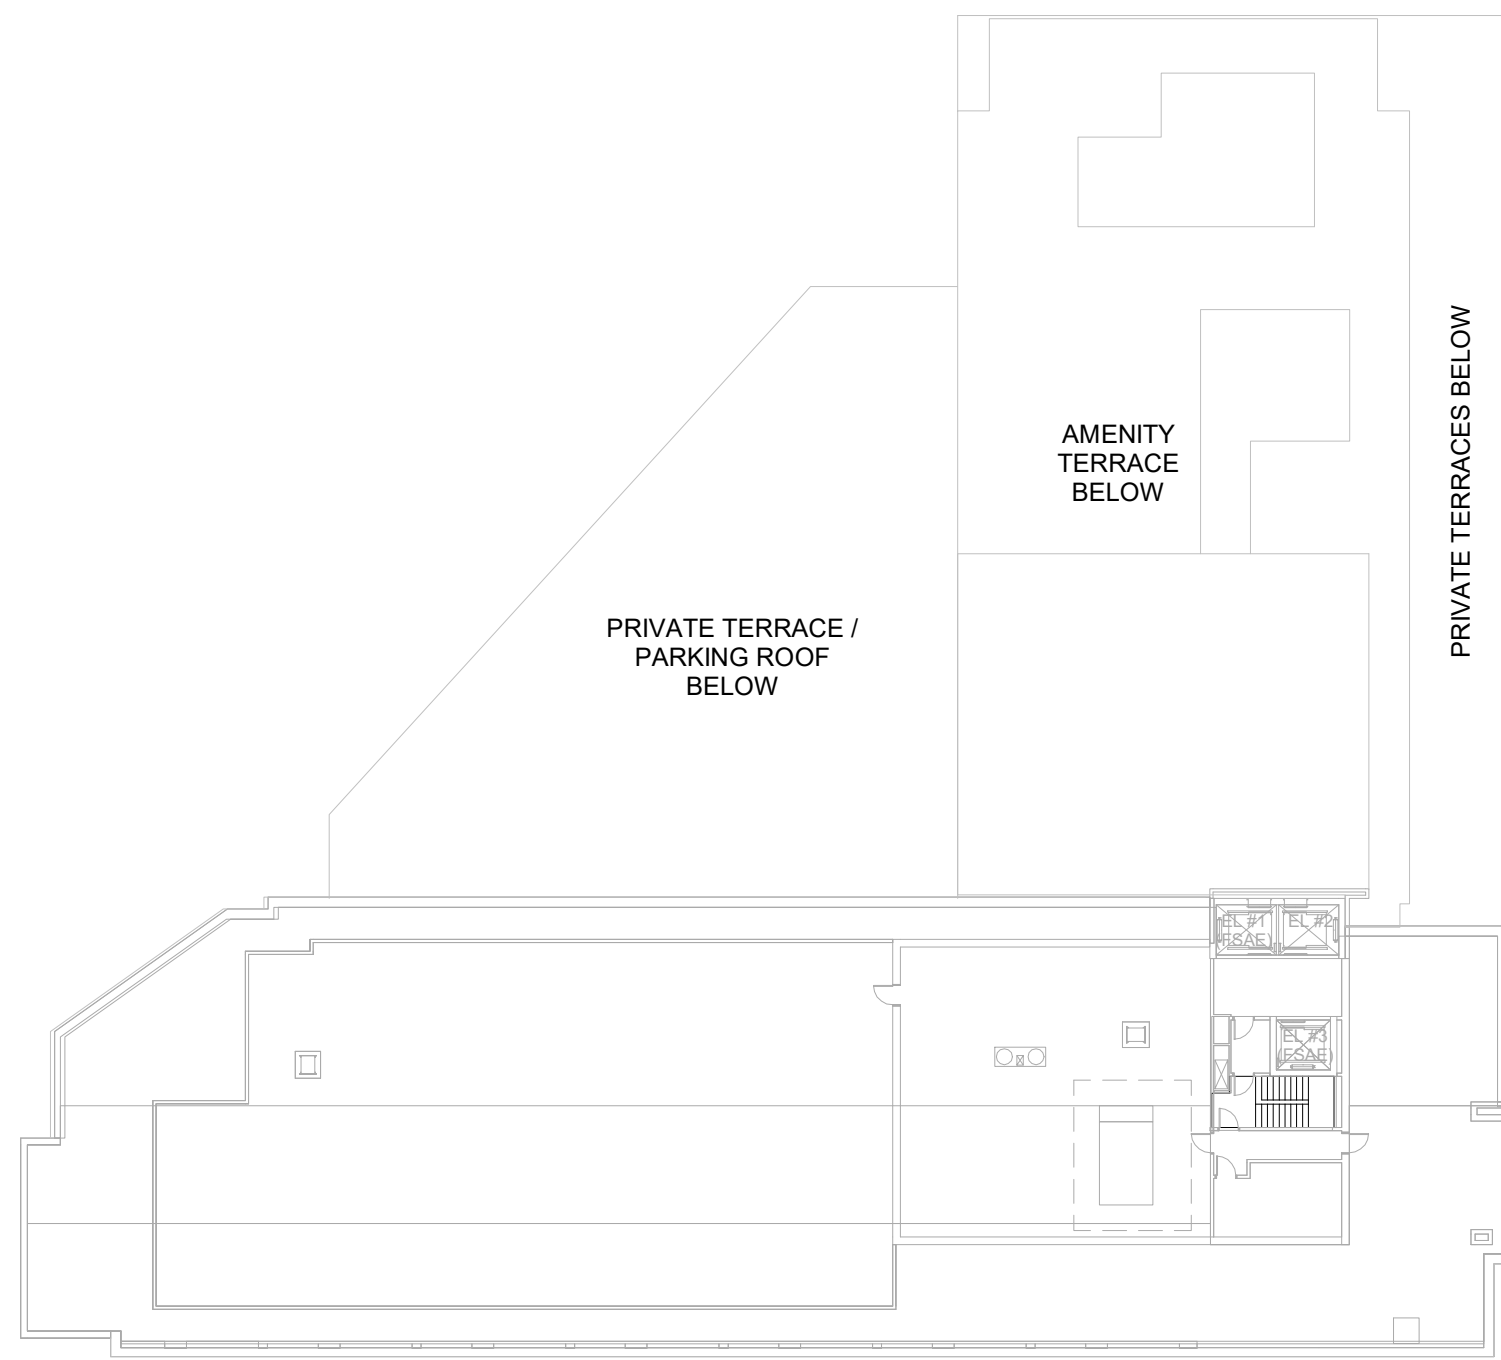 AMENITY
TERRACE
BELOW
PRIVATE TERRACES BELOW
PRIVATE TERRACE /
PARKING ROOF
BELOW
EL #1
(FSAE)
EL #2
EL #3
(FSAE)